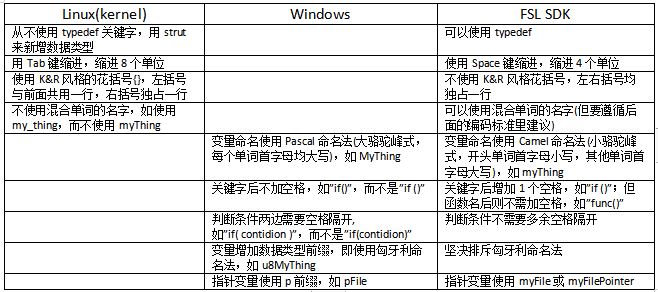 Linux(kernel) Windows FSL SDK
从不使用 typedef 关键字，用 strut 可以使用 typedef
来新增数据类型
用 Tab 键缩进，缩进 8 个单位 使用 Space 键缩进，缩进 4 个单位
使用 K&R 风格的花括号{}，左括号 不使用 K&R 风格花括号，左右括号均
与前面共用一行，右括号独占一行 独占一行
不使用混合单词的名字，如使用 可以使用混合单词的名字(但要遵循后
my_thing，而不使用 myThing 面的编码标准里建议)
变量命名使用 Pascal 命名法(大骆驼峰式， 变量命名使用 Camel 命名法(小骆驼峰
每个单词首字母均大写)，如 MyThing 式，开头单词首字母小写，其他单词首
字母大写)，如 myThing
关键字后不加空格，如"if()"，而不是"if ()" 关键字后增加 1 个空格，如"if ()"；但
函数名后则不需加空格，如"func()"
判断条件两边需要空格隔开， 判断条件不需要多余空格隔开
如"if( contidion )"，而不是"if(contidion)"
变量增加数据类型前缀，即使用匈牙利命 坚决排斥匈牙利命名法
名法，如 u8MyThing
指针变量使用 p 前缀，如 pFile 指针变量使用 myFile 或 myFilePointer